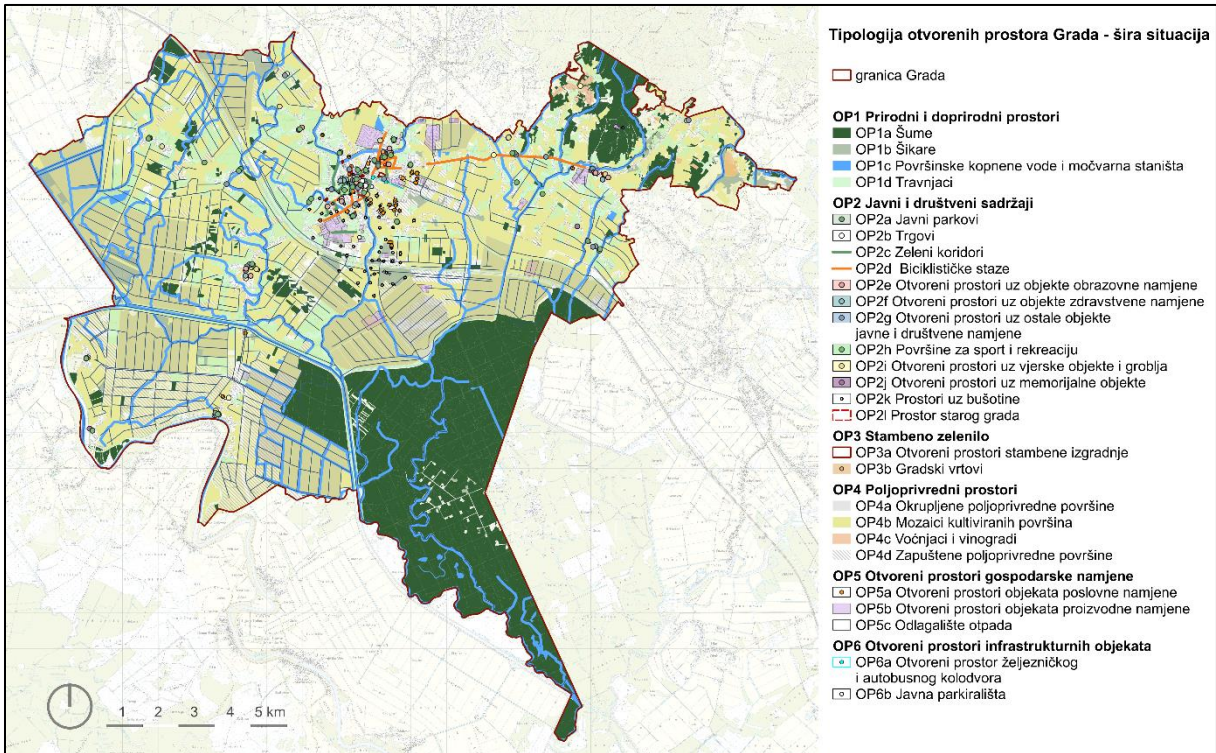 Tipologija otvorenih prostora Grada - šira situacija
granica Grada
OP1 Prirodni i doprirodni prostori
OP1a Šume
OP1b Šikare
OP1c Površinske kopnene vode i močvarna staništa
OP1d Travnjaci
OP2 Javni i društveni sadržaji
OP2a Javni parkovi
OP2b Trgovi
OP2c Zeleni koridori
OP2d Biciklističke staze
OP2e Otvoreni prostori uz objekte obrazovne namjene
OP2f Otvoreni prostori uz objekte zdravstvene namjene
OP2g Otvoreni prostori uz ostale objekte
javne i društvene namjene
OP2h Površine za sport i rekreaciju
OP2i Otvoreni prostori uz vjerske objekte i groblja
OP2j Otvoreni prostori uz memorijalne objekte
OP2k Prostori uz bušotine
OP2l Prostor starog grada
OP3 Stambeno zelenilo
OP3a Otvoreni prostori stambene izgradnje
OP3b Gradski vrtovi
OP4 Poljoprivredni prostori
OP4a Okrupljene poljoprivredne površine
OP4b Mozaici kultiviranih površina
OP4c Voćnjaci i vinogradi
OP4d Zapuštene poljoprivredne površine
OP5 Otvoreni prostori gospodarske namjene
OP5a Otvoreni prostori objekata poslovne namjene
OP5b Otvoreni prostori objekata proizvodne namjene
OP5c Odlagalište otpada
OP6 Otvoreni prostori infrastrukturnih objekata
OP6a Otvoreni prostor željezničkog
i autobusnog kolodvora
OP6b Javna parkirališta
1 2 3 4 5 km